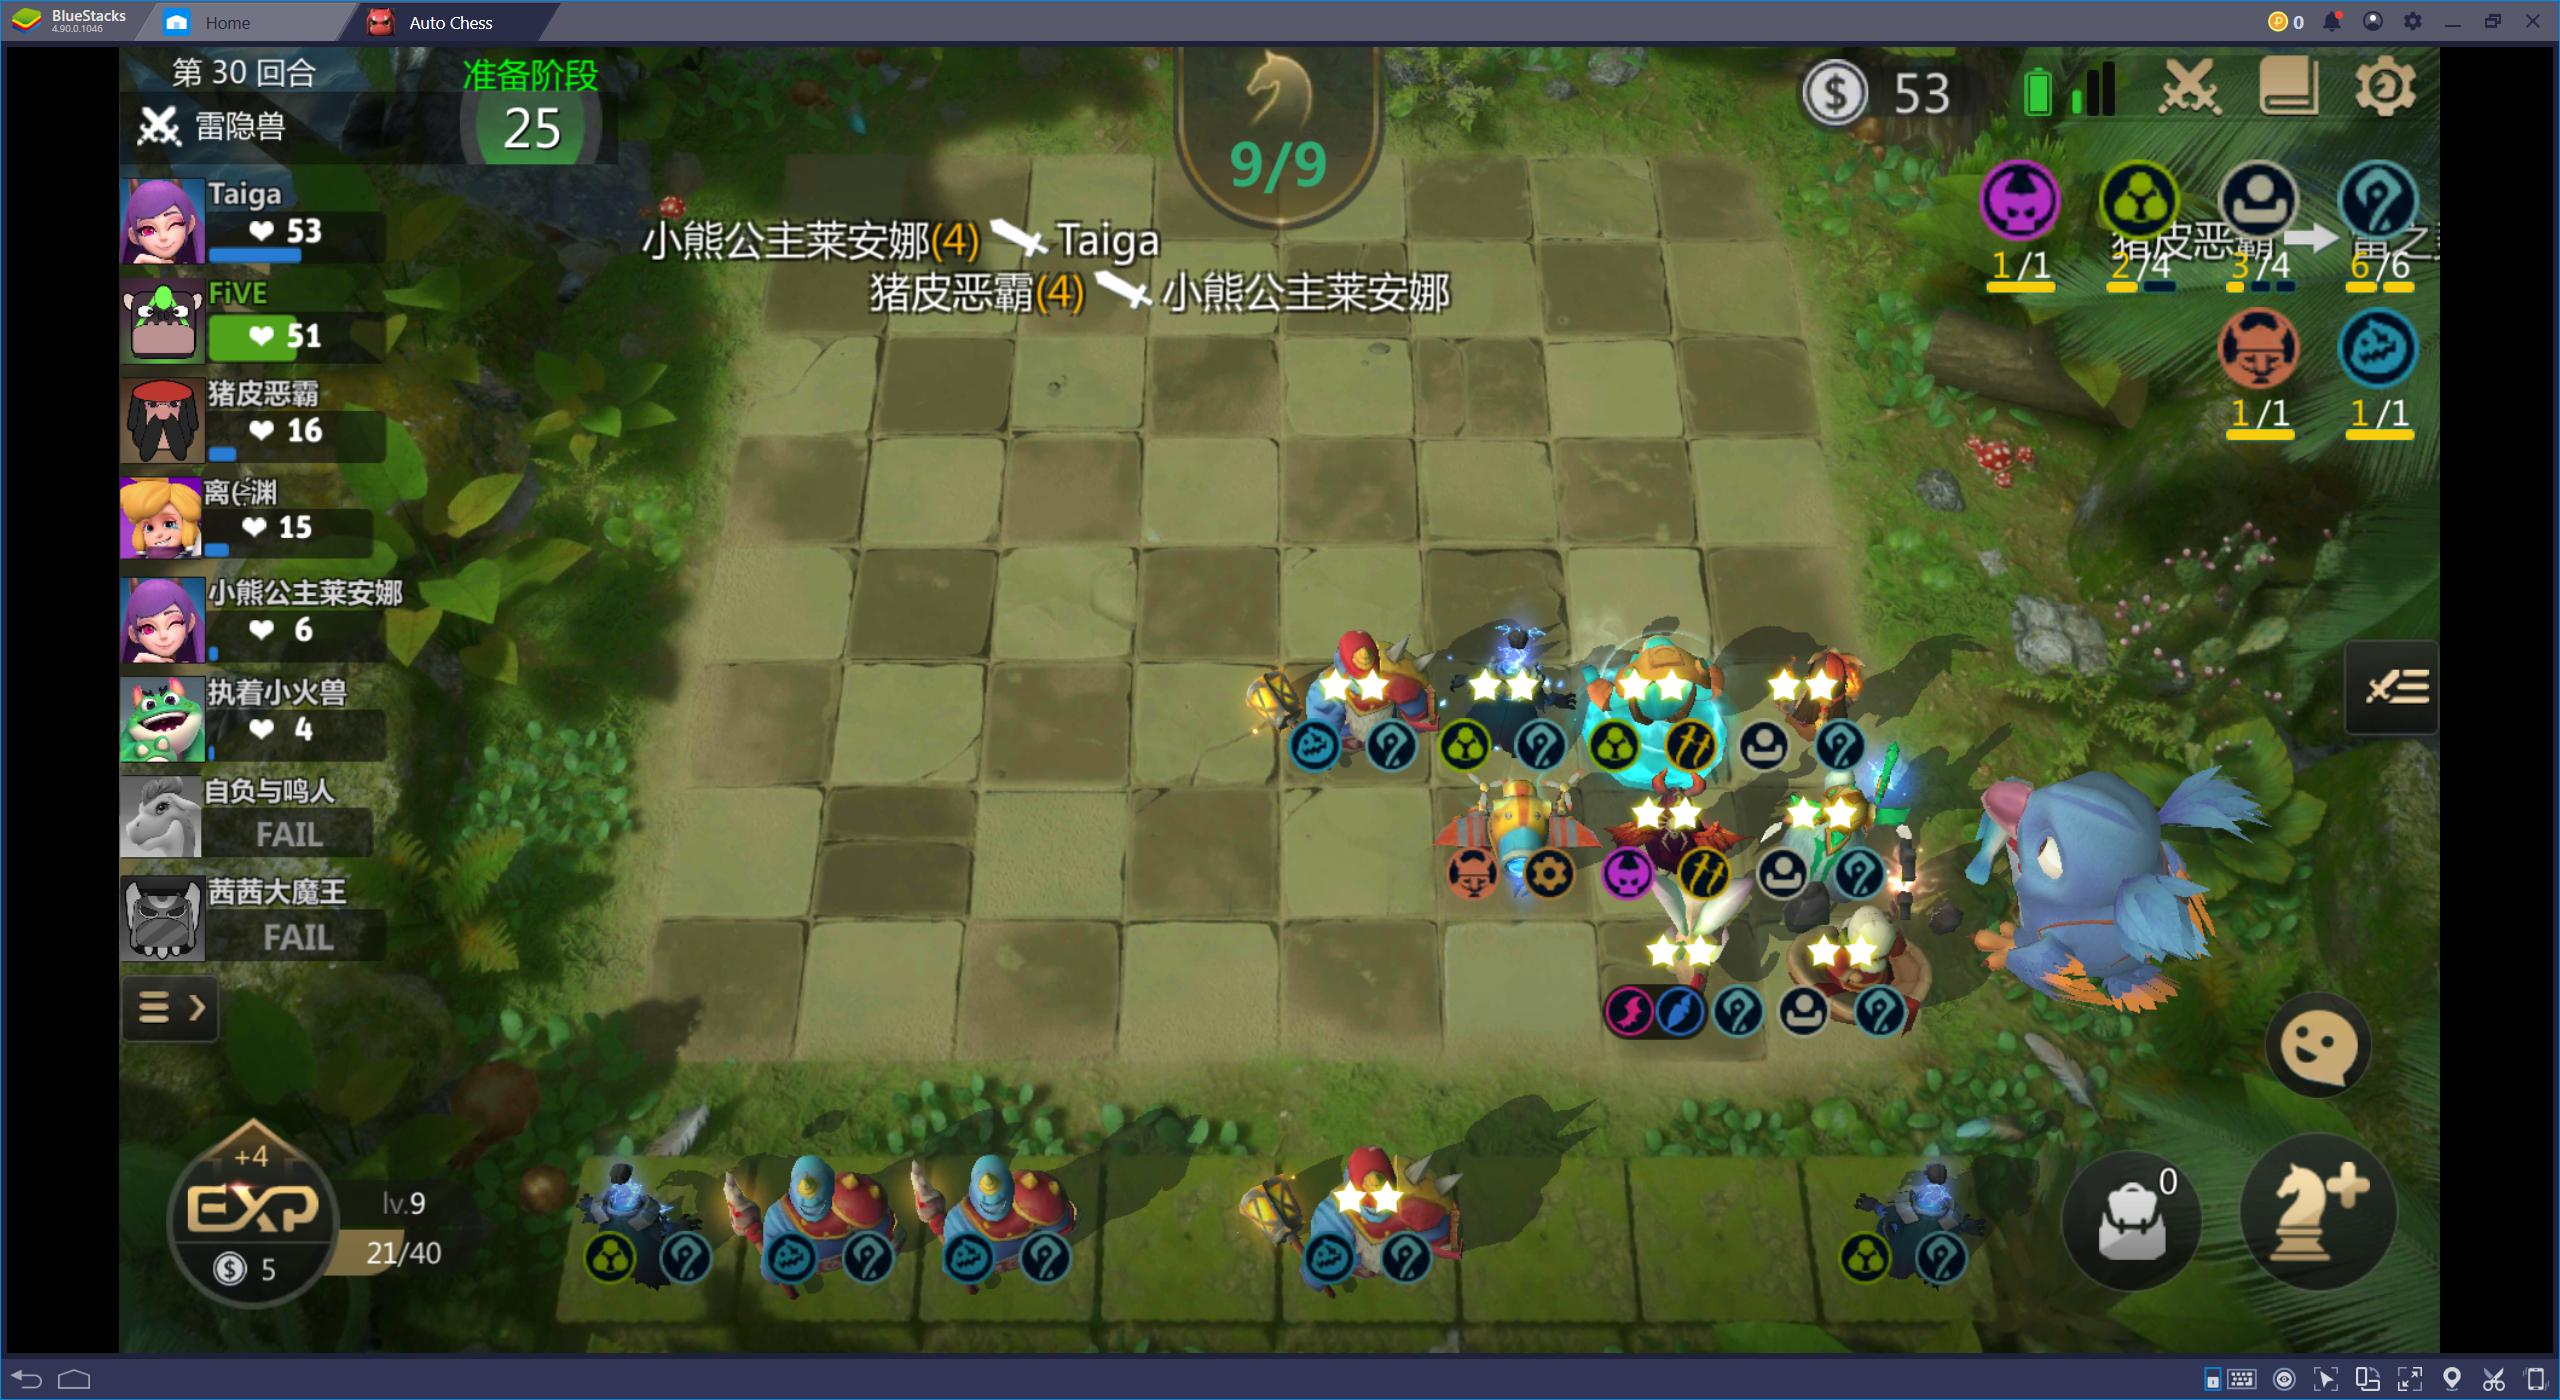 BlueStacks
4.90.0.1046
Home
Auto Chess
0
第 30 回合
准备阶段
25
雷隐兽
9/9
53
Taiga
53
FiVE
51
猪皮恶霸
16
15
小熊公主莱安娜
6
执着小火兽
4
自负与鸣人
FAIL
茜茜大魔王
FAIL
小熊公主莱安娜(4) Taiga
猪皮恶霸(4) 小熊公主莱安娜
猪皮恶霸
1/1
2/4
3/4
6/6
1/1
1/1
+4
EXP
5
lv.9
21/40
0